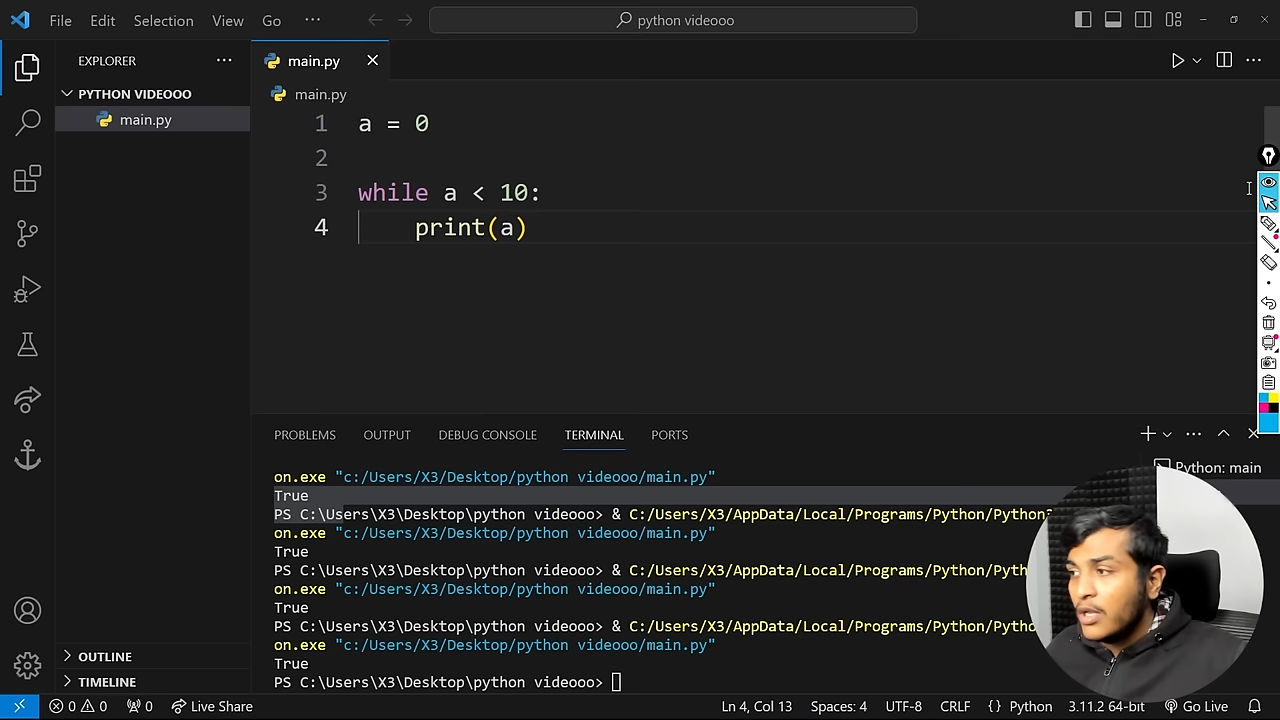 File Edit Selection View Go ··· python videooo
EXPLORER ···
PYTHON VIDEOOO
main.py
OUTLINE
TIMELINE
main.py
main.py
1 a = 0
2
3 while a < 10:
4 print(a)
PROBLEMS OUTPUT DEBUG CONSOLE TERMINAL PORTS
Python: main
on.exe "c:/Users/X3/Desktop/python videooo/main.py"
True
PS C:\Users\X3\Desktop\python videooo> & C:/Users/X3/AppData/Local/Programs/Python/Python3
on.exe "c:/Users/X3/Desktop/python videooo/main.py"
True
PS C:\Users\X3\Desktop\python videooo> & C:/Users/X3/AppData/Local/Programs/Python/Pyth
on.exe "c:/Users/X3/Desktop/python videooo/main.py"
True
PS C:\Users\X3\Desktop\python videooo> & C:/Users/X3/AppData/Local/Programs/Python/Pytho
on.exe "c:/Users/X3/Desktop/python videooo/main.py"
True
PS C:\Users\X3\Desktop\python videooo>
0 0 0 Live Share Ln 4, Col 13 Spaces: 4 UTF-8 CRLF {} Python 3.11.2 64-bit Go Live